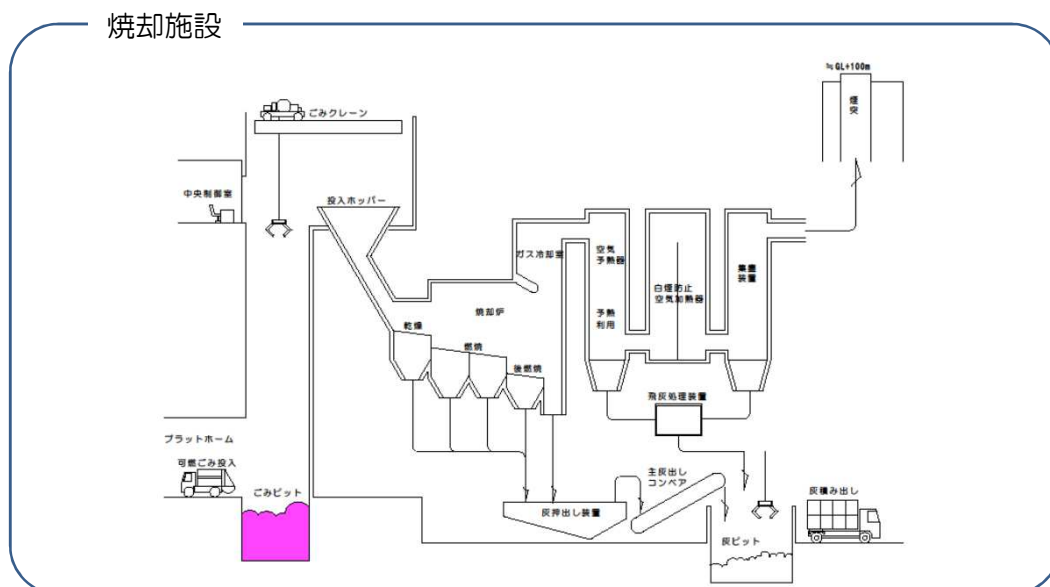 焼却施設
≒GL+100m
煙突
ごみクレーン
中央制御室
投入ホッパー
ガス冷却室
空気
予熱器
白煙防止
空気加熱器
集塵
装置
焼却炉
予熱
利用
乾燥
燃焼
後燃焼
飛灰処理装置
プラットホーム
可燃ごみ投入
ごみピット
主灰出し
コンベア
灰押出し装置
灰積み出し
灰ピット